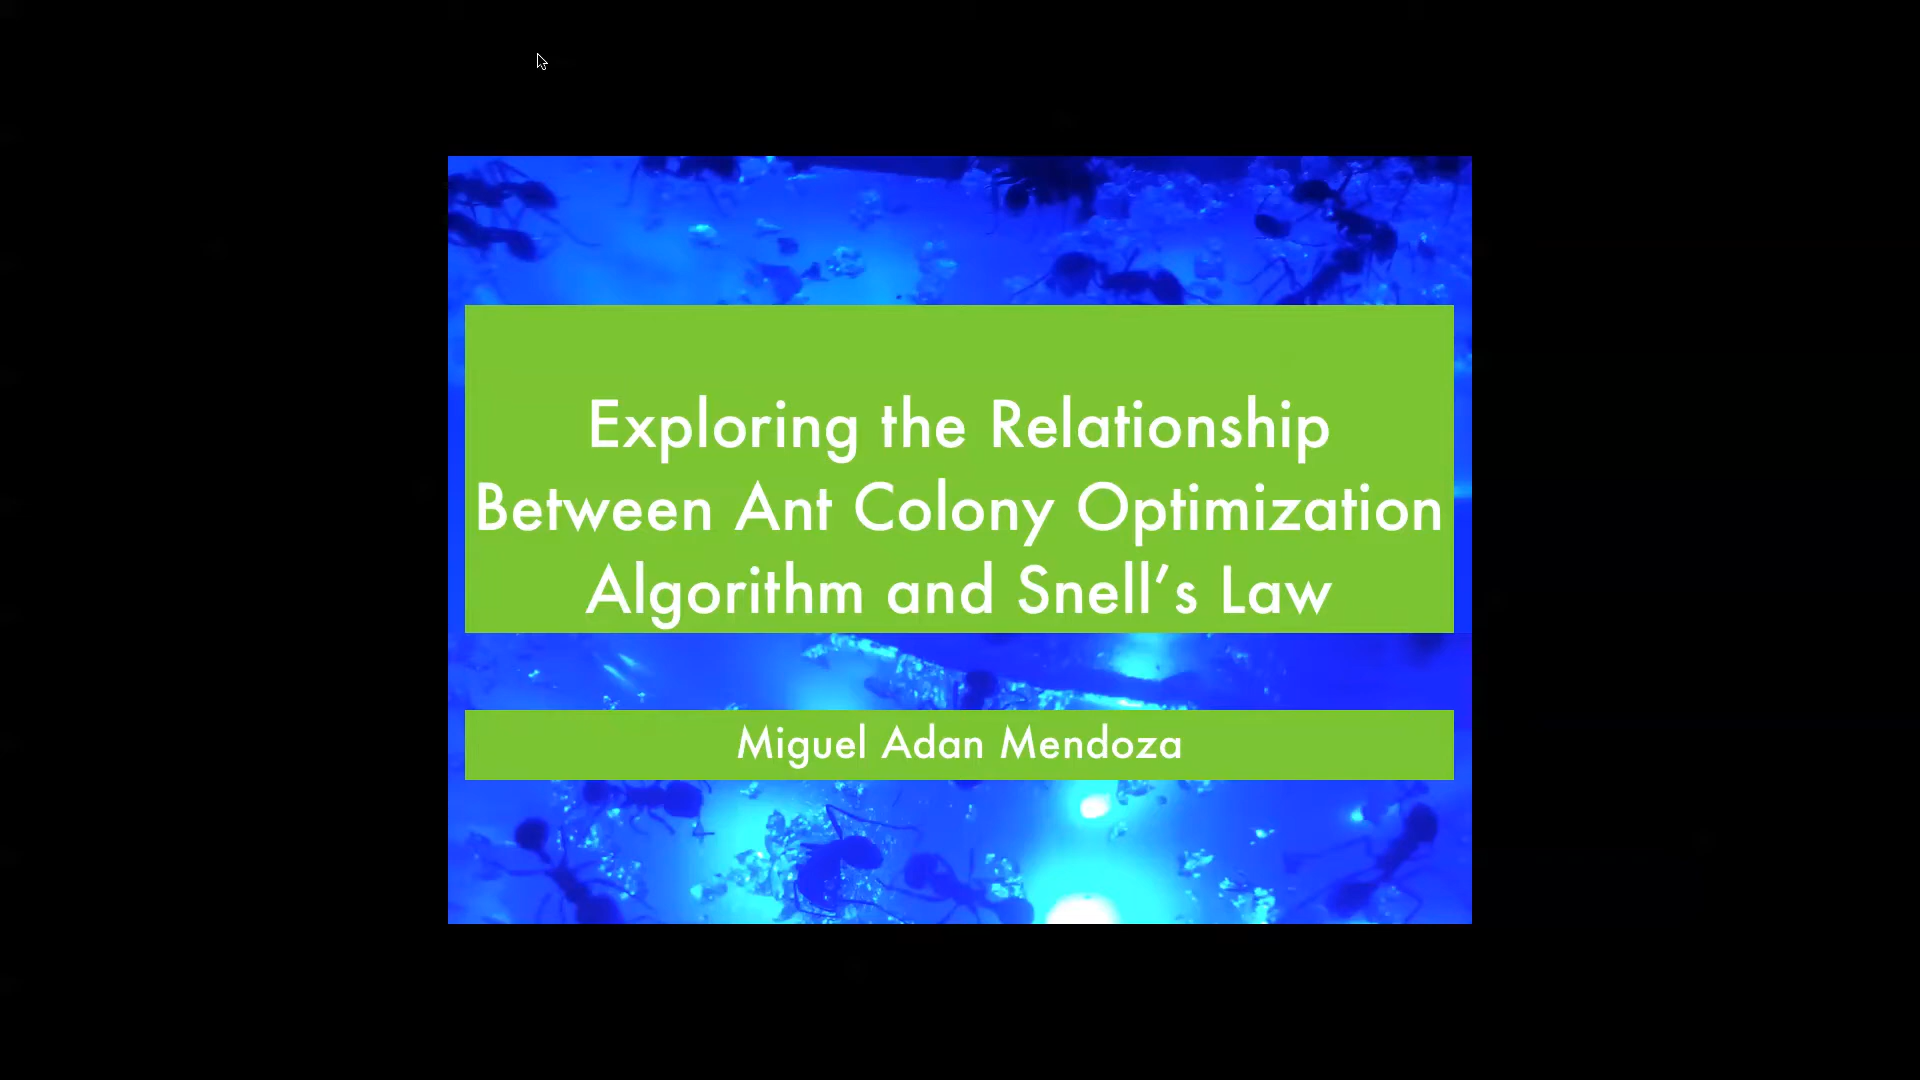 Exploring the Relationship
Between Ant Colony Optimization
Algorithm and Snell’s Law
Miguel Adan Mendoza